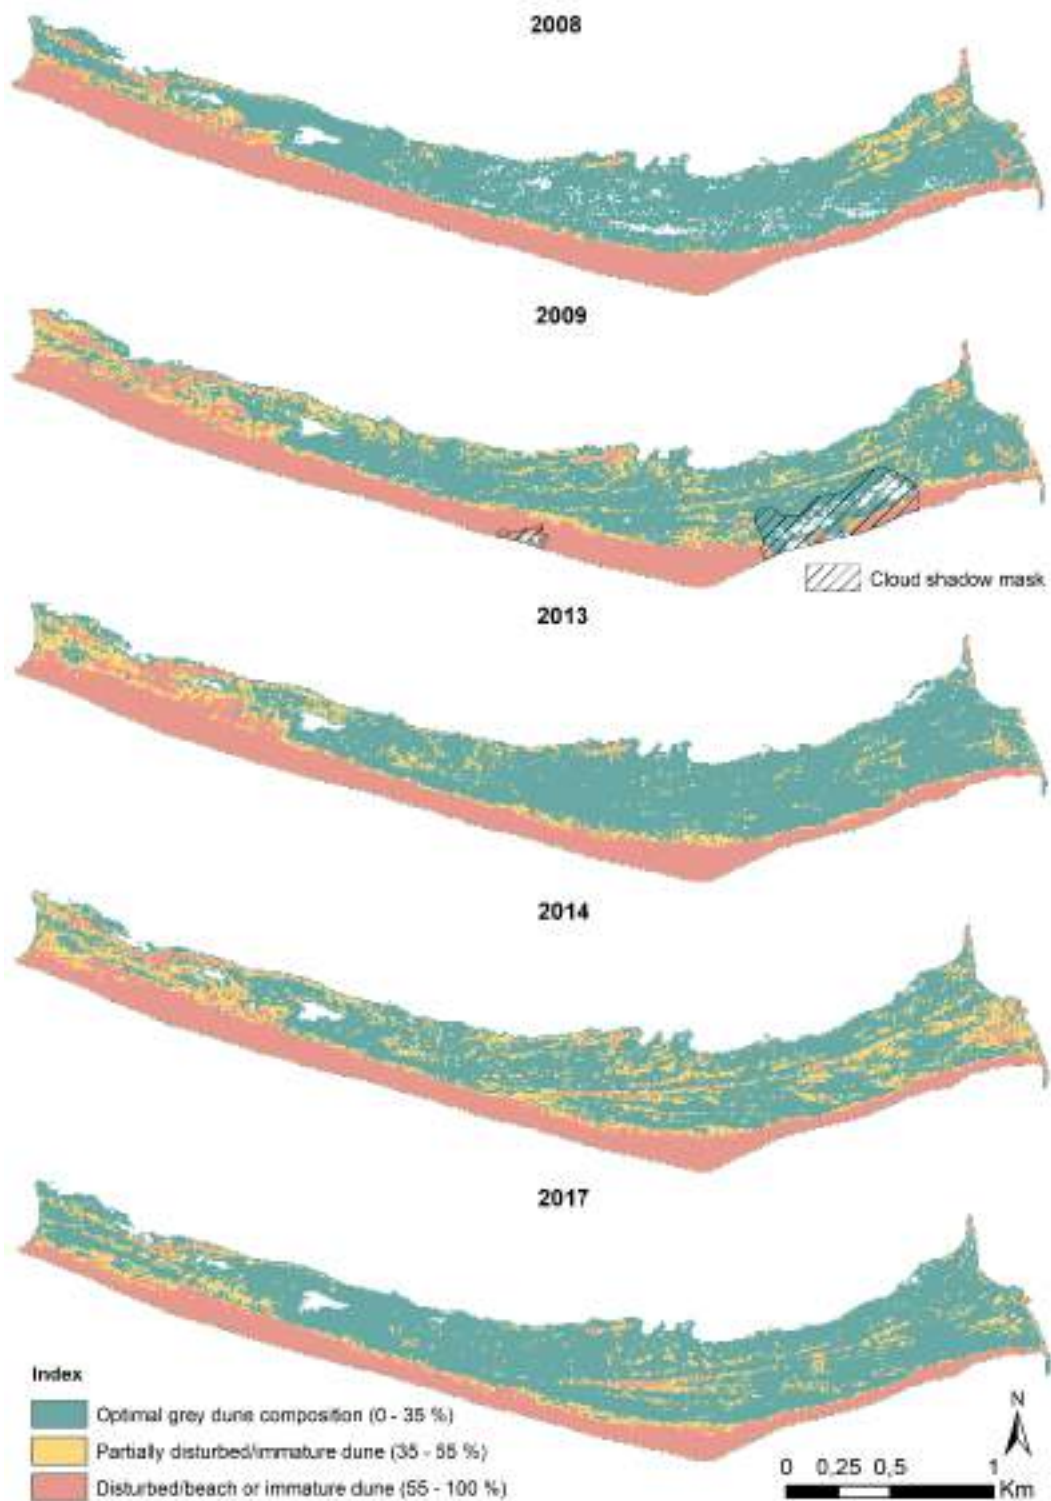 2008
2009
Cloud shadow mask
2013
2014
2017
Index
Optimal grey dune composition (0 - 35 %)
Partially disturbed/immature dune (35 - 55 %)
Disturbed/beach or immature dune (55 - 100 %)
N
0 0,25 0,5 1
Km